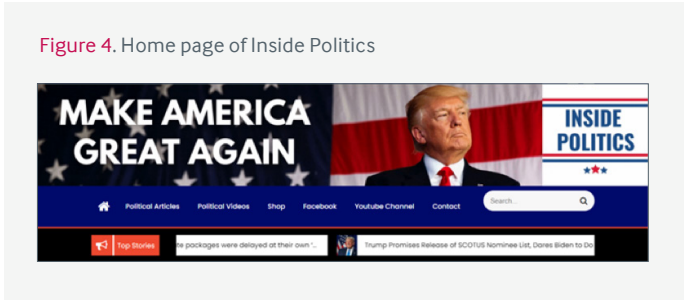 Figure 4. Home page of Inside Politics
MAKE AMERICA
GREAT AGAIN
INSIDE
POLITICS
Political Articles Political Videos Shop Facebook Youtube Channel Contact Search...
Top Stories te packages were delayed at their own '... Trump Promises Release of SCOTUS Nominee List, Dares Biden to Do